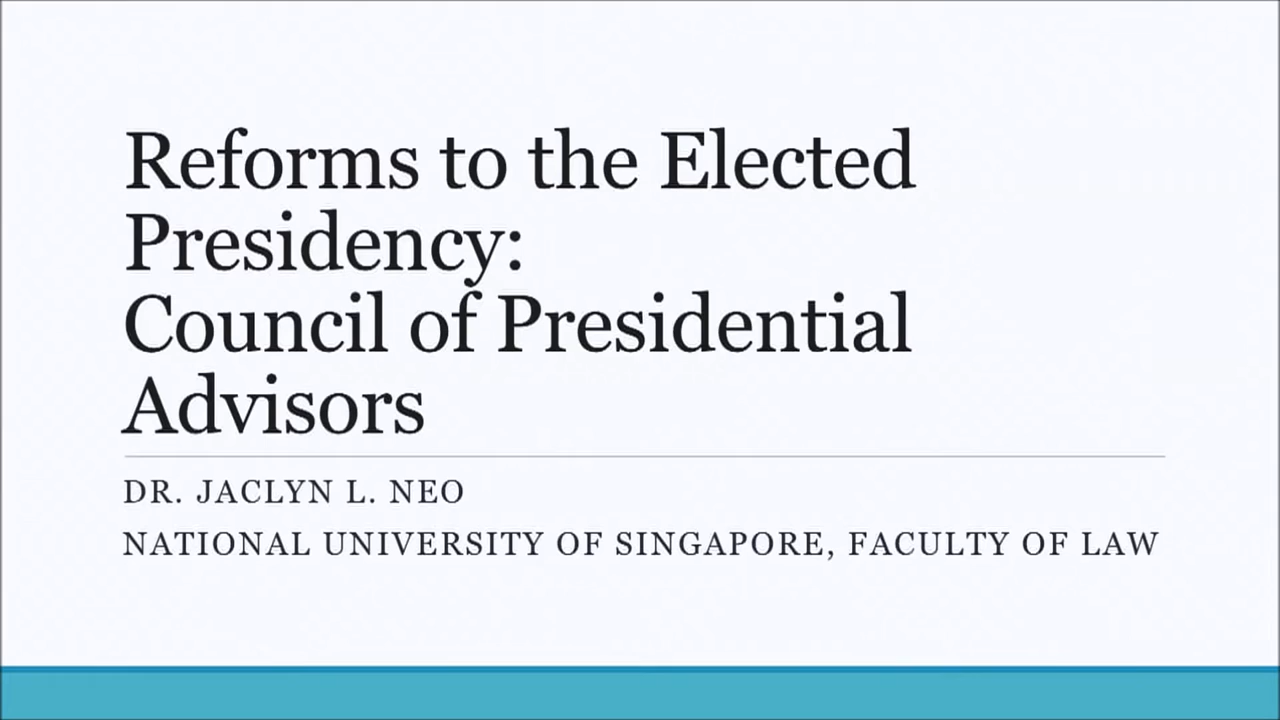 Reforms to the Elected
Presidency:
Council of Presidential
Advisors
DR. JACLYN L. NEO
NATIONAL UNIVERSITY OF SINGAPORE, FACULTY OF LAW